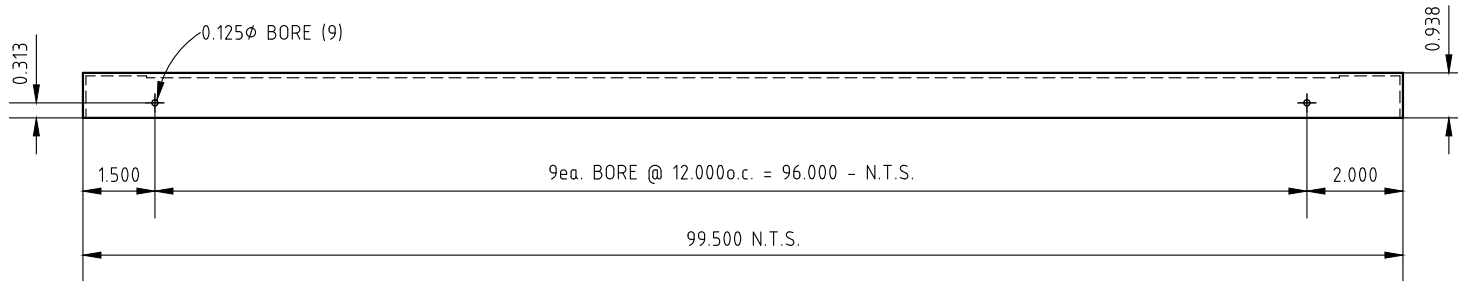 0.125⌀ BORE (9)
0.313
0.938
1.500
9ea. BORE @ 12.000o.c. = 96.000 - N.T.S.
2.000
99.500 N.T.S.